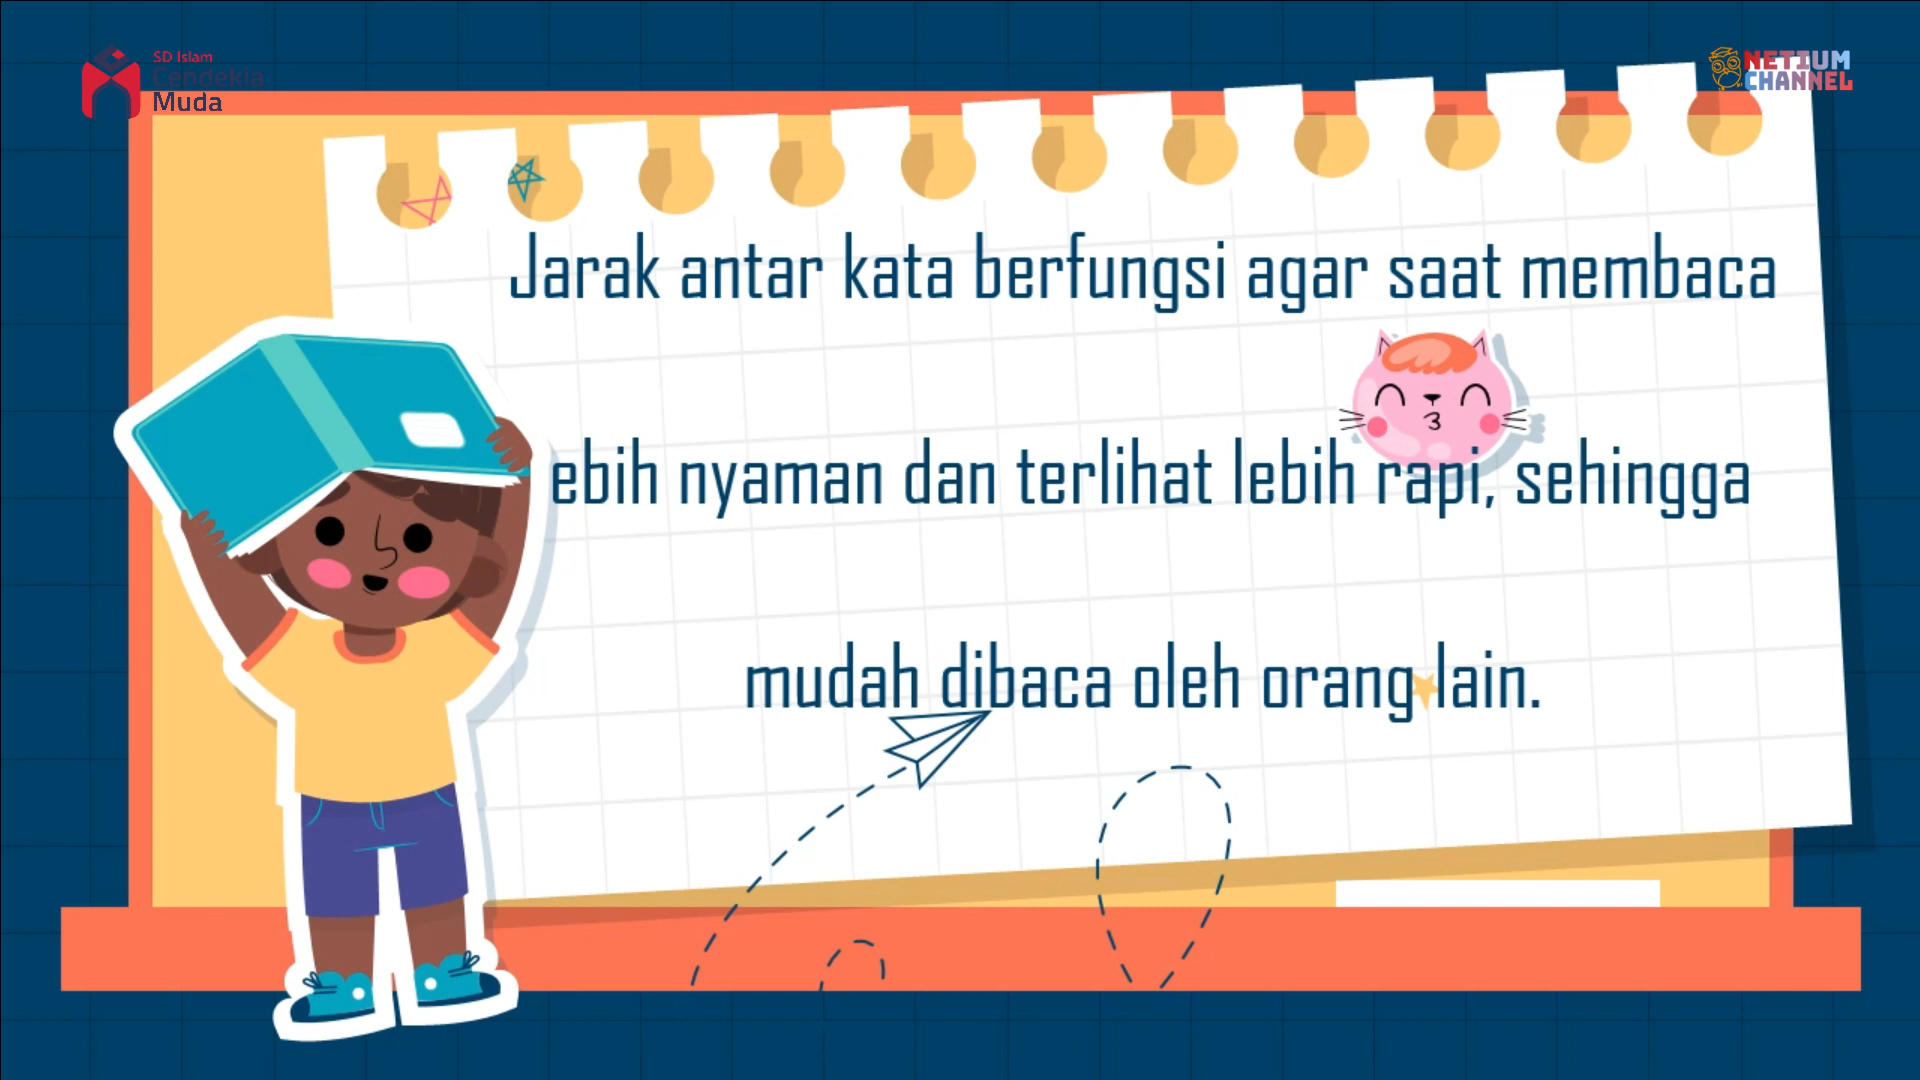 SD Islam
Cendekia
Muda
NETIUM
CHANNEL
Jarak antar kata berfungsi agar saat membaca
ebih nyaman dan terlihat lebih rapi, sehingga
mudah dibaca oleh orang lain.